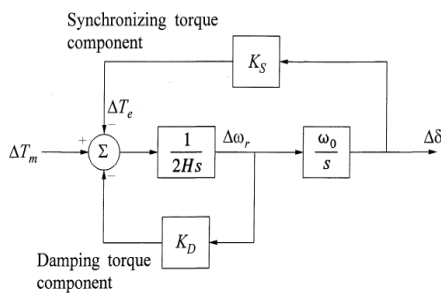 Synchronizing torque
component
K_S
ΔT_e
−
ΔT_m
+
Σ
−
1
2Hs
Δω_r
ω_0
s
Δδ
K_D
Damping torque
component